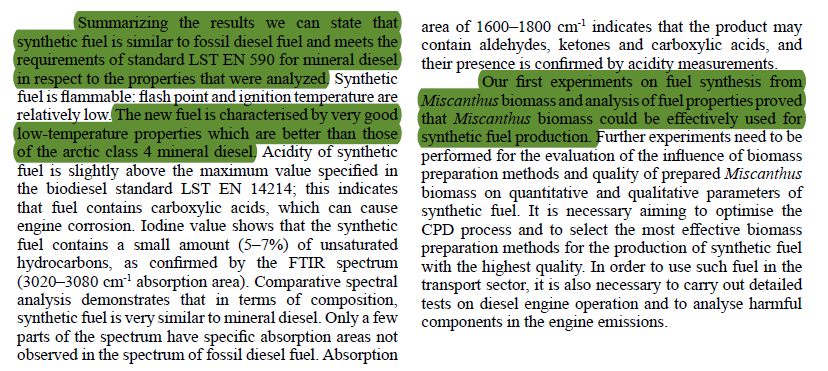 Summarizing the results we can state that
synthetic fuel is similar to fossil diesel fuel and meets the
requirements of standard LST EN 590 for mineral diesel
in respect to the properties that were analyzed. Synthetic
fuel is flammable: flash point and ignition temperature are
relatively low. The new fuel is characterised by very good
low-temperature properties which are better than those
of the arctic class 4 mineral diesel. Acidity of synthetic
fuel is slightly above the maximum value specified in
the biodiesel standard LST EN 14214; this indicates
that fuel contains carboxylic acids, which can cause
engine corrosion. Iodine value shows that the synthetic
fuel contains a small amount (5–7%) of unsaturated
hydrocarbons, as confirmed by the FTIR spectrum
(3020–3080 cm⁻¹ absorption area). Comparative spectral
analysis demonstrates that in terms of composition,
synthetic fuel is very similar to mineral diesel. Only a few
parts of the spectrum have specific absorption areas not
observed in the spectrum of fossil diesel fuel. Absorption
area of 1600–1800 cm⁻¹ indicates that the product may
contain aldehydes, ketones and carboxylic acids, and
their presence is confirmed by acidity measurements.
Our first experiments on fuel synthesis from
Miscanthus biomass and analysis of fuel properties proved
that Miscanthus biomass could be effectively used for
synthetic fuel production. Further experiments need to be
performed for the evaluation of the influence of biomass
preparation methods and quality of prepared Miscanthus
biomass on quantitative and qualitative parameters of
synthetic fuel. It is necessary aiming to optimise the
CPD process and to select the most effective biomass
preparation methods for the production of synthetic fuel
with the highest quality. In order to use such fuel in the
transport sector, it is also necessary to carry out detailed
tests on diesel engine operation and to analyse harmful
components in the engine emissions.